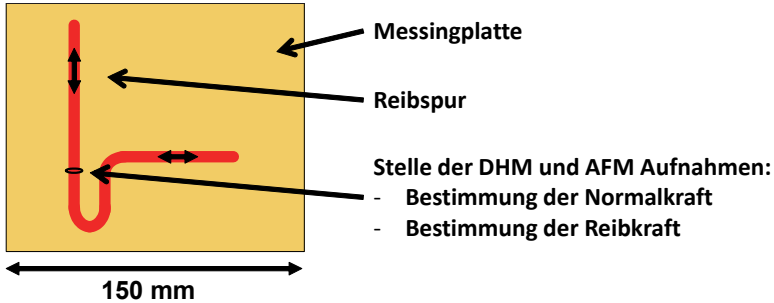 Messingplatte
Reibspur
Stelle der DHM und AFM Aufnahmen:
- Bestimmung der Normalkraft
- Bestimmung der Reibkraft
150 mm